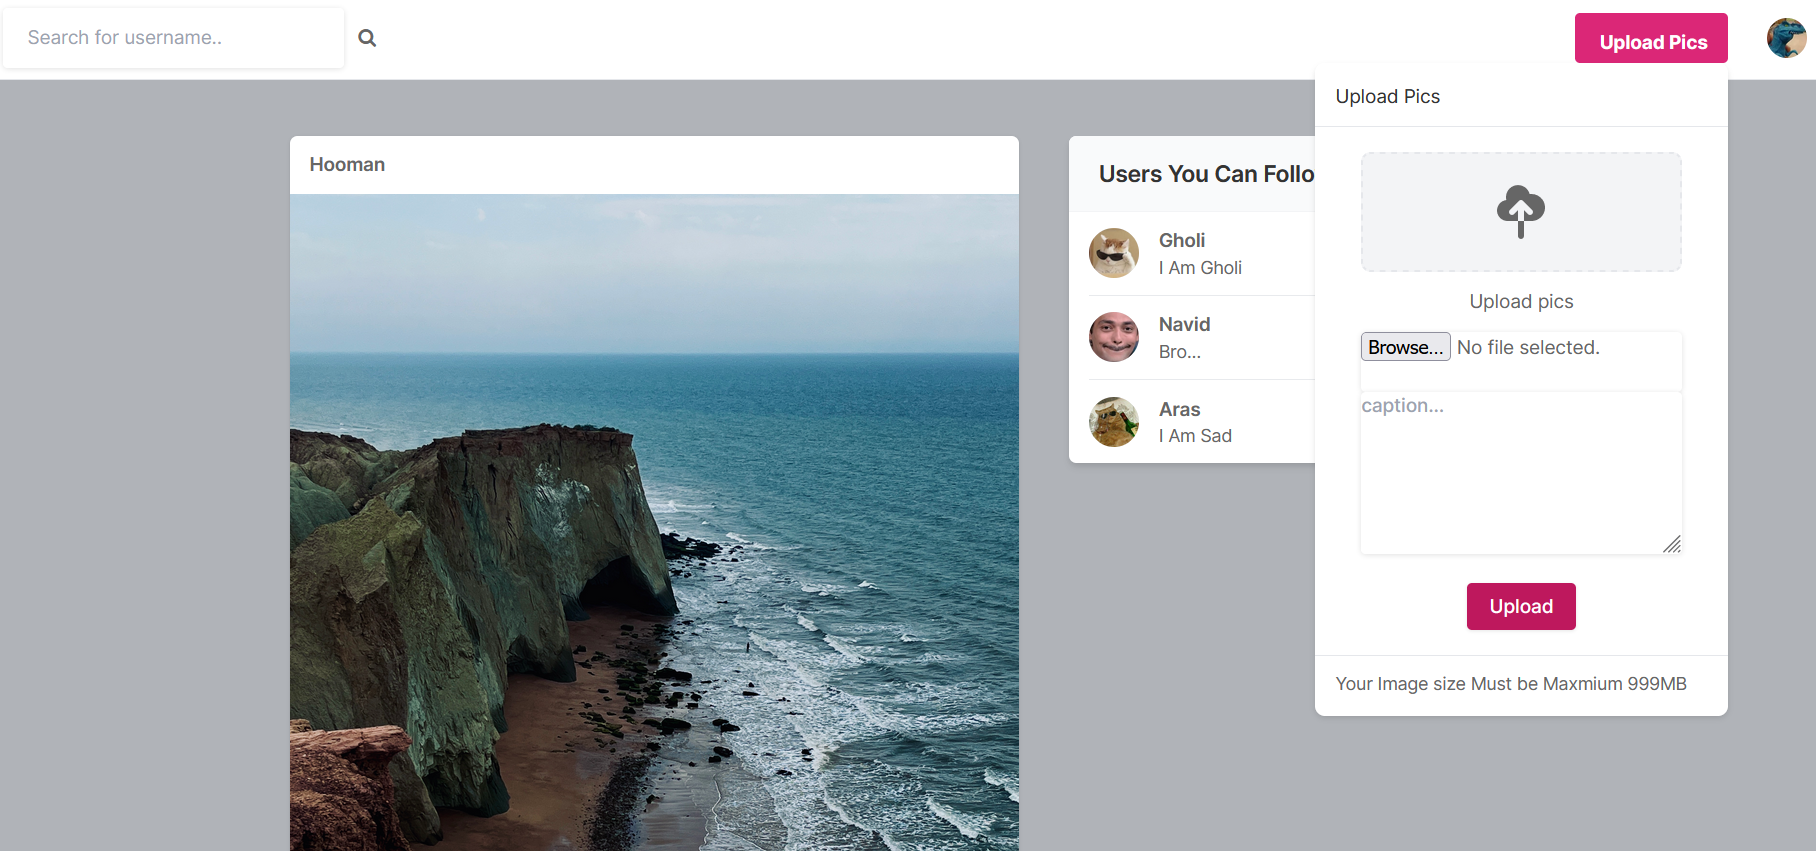 Search for username..
Upload Pics
Upload Pics
Hooman
Users You Can Follo
Gholi
I Am Gholi
Navid
Bro...
Aras
I Am Sad
Upload pics
Browse... No file selected.
caption...
Upload
Your Image size Must be Maxmium 999MB